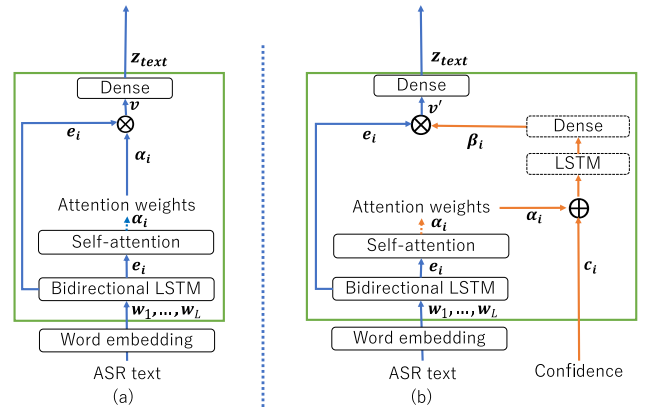 z_text
Dense
v
e_i
α_i
Attention weights
α_i
Self-attention
e_i
Bidirectional LSTM
w_1,…,w_L
Word embedding
ASR text
(a)
z_text
Dense
v′
e_i
β_i
Dense
LSTM
Attention weights
α_i
α_i
Self-attention
e_i
c_i
Bidirectional LSTM
w_1,…,w_L
Word embedding
ASR text
Confidence
(b)